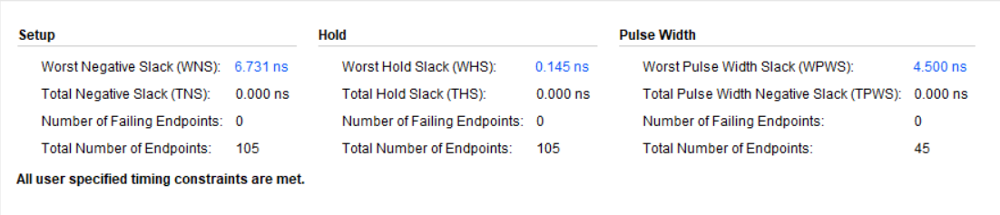 Setup Hold Pulse Width
Worst Negative Slack (WNS): 6.731 ns Worst Hold Slack (WHS): 0.145 ns Worst Pulse Width Slack (WPWS): 4.500 ns
Total Negative Slack (TNS): 0.000 ns Total Hold Slack (THS): 0.000 ns Total Pulse Width Negative Slack (TPWS): 0.000 ns
Number of Failing Endpoints: 0 Number of Failing Endpoints: 0 Number of Failing Endpoints: 0
Total Number of Endpoints: 105 Total Number of Endpoints: 105 Total Number of Endpoints: 45
All user specified timing constraints are met.